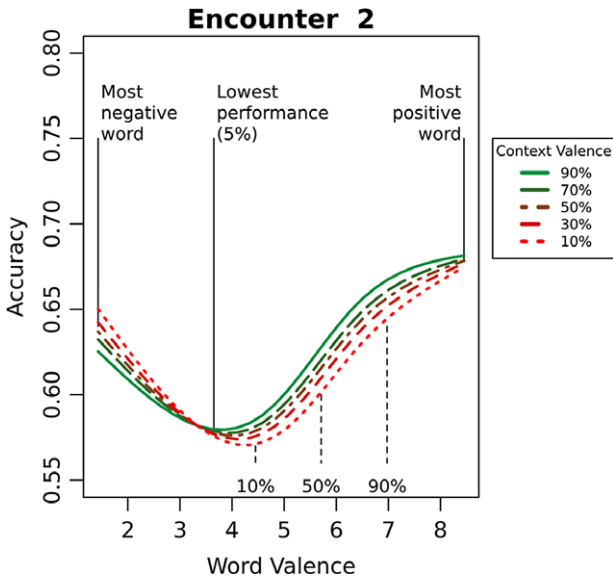 Encounter 2
Most
negative
word
Lowest
performance
(5%)
Most
positive
word
Context Valence
90%
70%
50%
30%
10%
Accuracy
0.80
0.75
0.70
0.65
0.60
0.55
10%
50%
90%
2
3
4
5
6
7
8
Word Valence